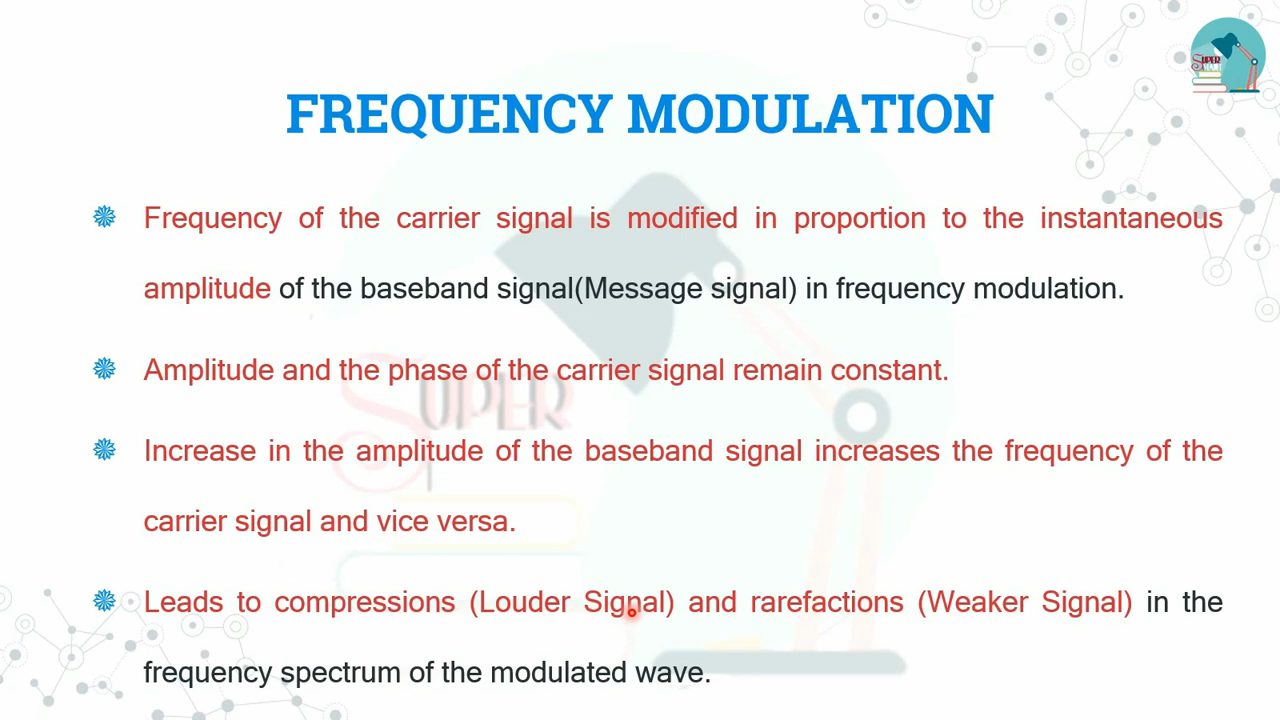 FREQUENCY MODULATION
Frequency of the carrier signal is modified in proportion to the instantaneous
amplitude of the baseband signal(Message signal) in frequency modulation.
Amplitude and the phase of the carrier signal remain constant.
Increase in the amplitude of the baseband signal increases the frequency of the
carrier signal and vice versa.
Leads to compressions (Louder Signal) and rarefactions (Weaker Signal) in the
frequency spectrum of the modulated wave.
SUPER